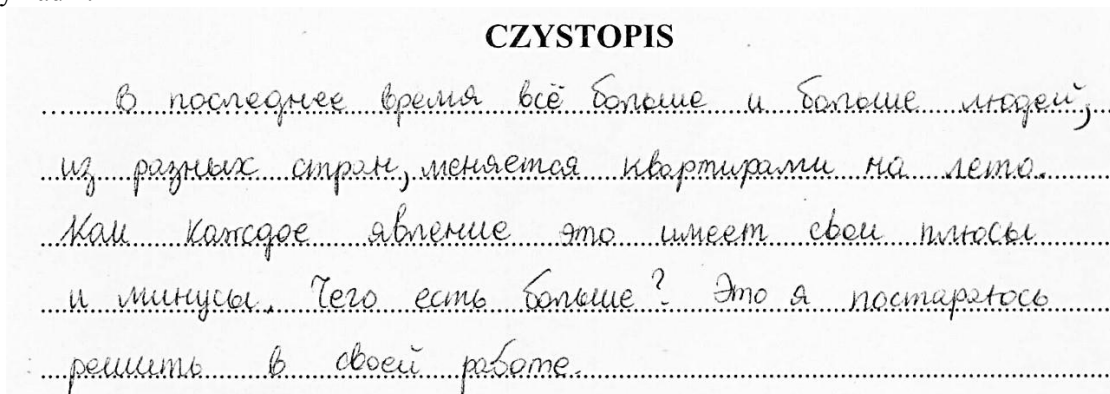 CZYSTOPIS
В последнее время всё больше и больше людей,
из разных стран, меняется квартирами на лето.
Как каждое явление это имеет свои плюсы
и минусы. Чего есть больше? Это я постараюсь
решить в своей работе.